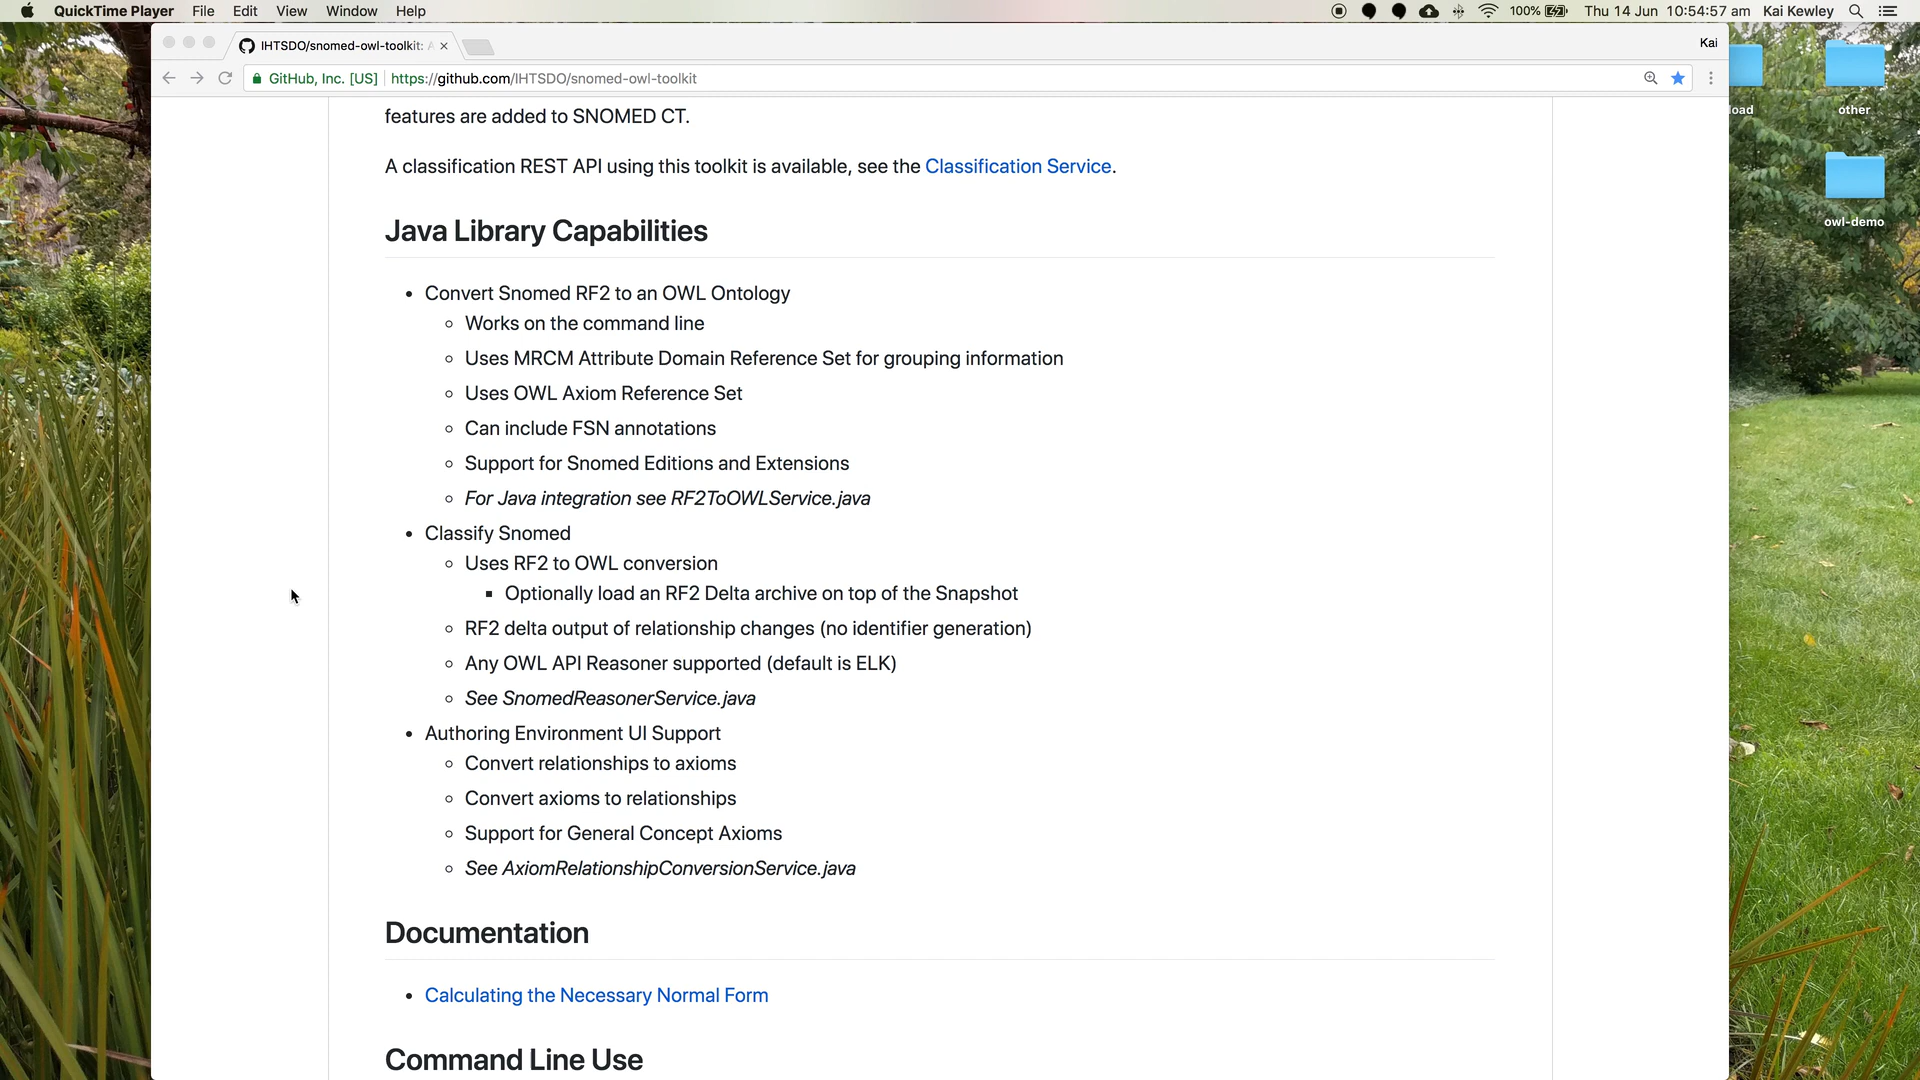 QuickTime Player File Edit View Window Help 100% Thu 14 Jun 10:54:57 am Kai Kewley
IHTSDO/snomed-owl-toolkit: Kai
GitHub, Inc. [US] https://github.com/IHTSDO/snomed-owl-toolkit
load other
owl-demo
features are added to SNOMED CT.
A classification REST API using this toolkit is available, see the Classification Service.
Java Library Capabilities
Convert Snomed RF2 to an OWL Ontology
Works on the command line
Uses MRCM Attribute Domain Reference Set for grouping information
Uses OWL Axiom Reference Set
Can include FSN annotations
Support for Snomed Editions and Extensions
For Java integration see RF2ToOWLService.java
Classify Snomed
Uses RF2 to OWL conversion
Optionally load an RF2 Delta archive on top of the Snapshot
RF2 delta output of relationship changes (no identifier generation)
Any OWL API Reasoner supported (default is ELK)
See SnomedReasonerService.java
Authoring Environment UI Support
Convert relationships to axioms
Convert axioms to relationships
Support for General Concept Axioms
See AxiomRelationshipConversionService.java
Documentation
Calculating the Necessary Normal Form
Command Line Use